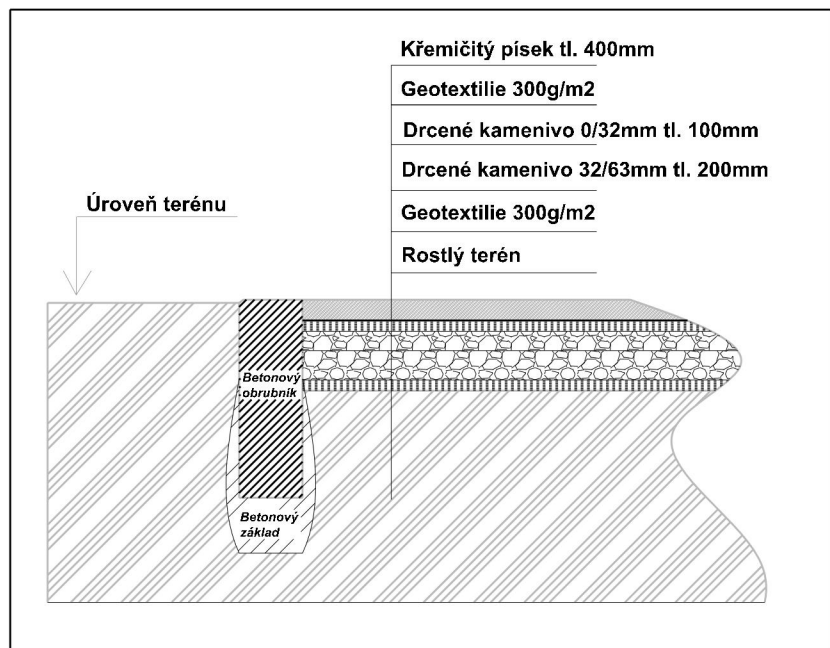 Křemičitý písek tl. 400mm
Geotextilie 300g/m2
Drcené kamenivo 0/32mm tl. 100mm
Drcené kamenivo 32/63mm tl. 200mm
Geotextilie 300g/m2
Rostlý terén
Úroveň terénu
Betonový
obrubník
Betonový
základ